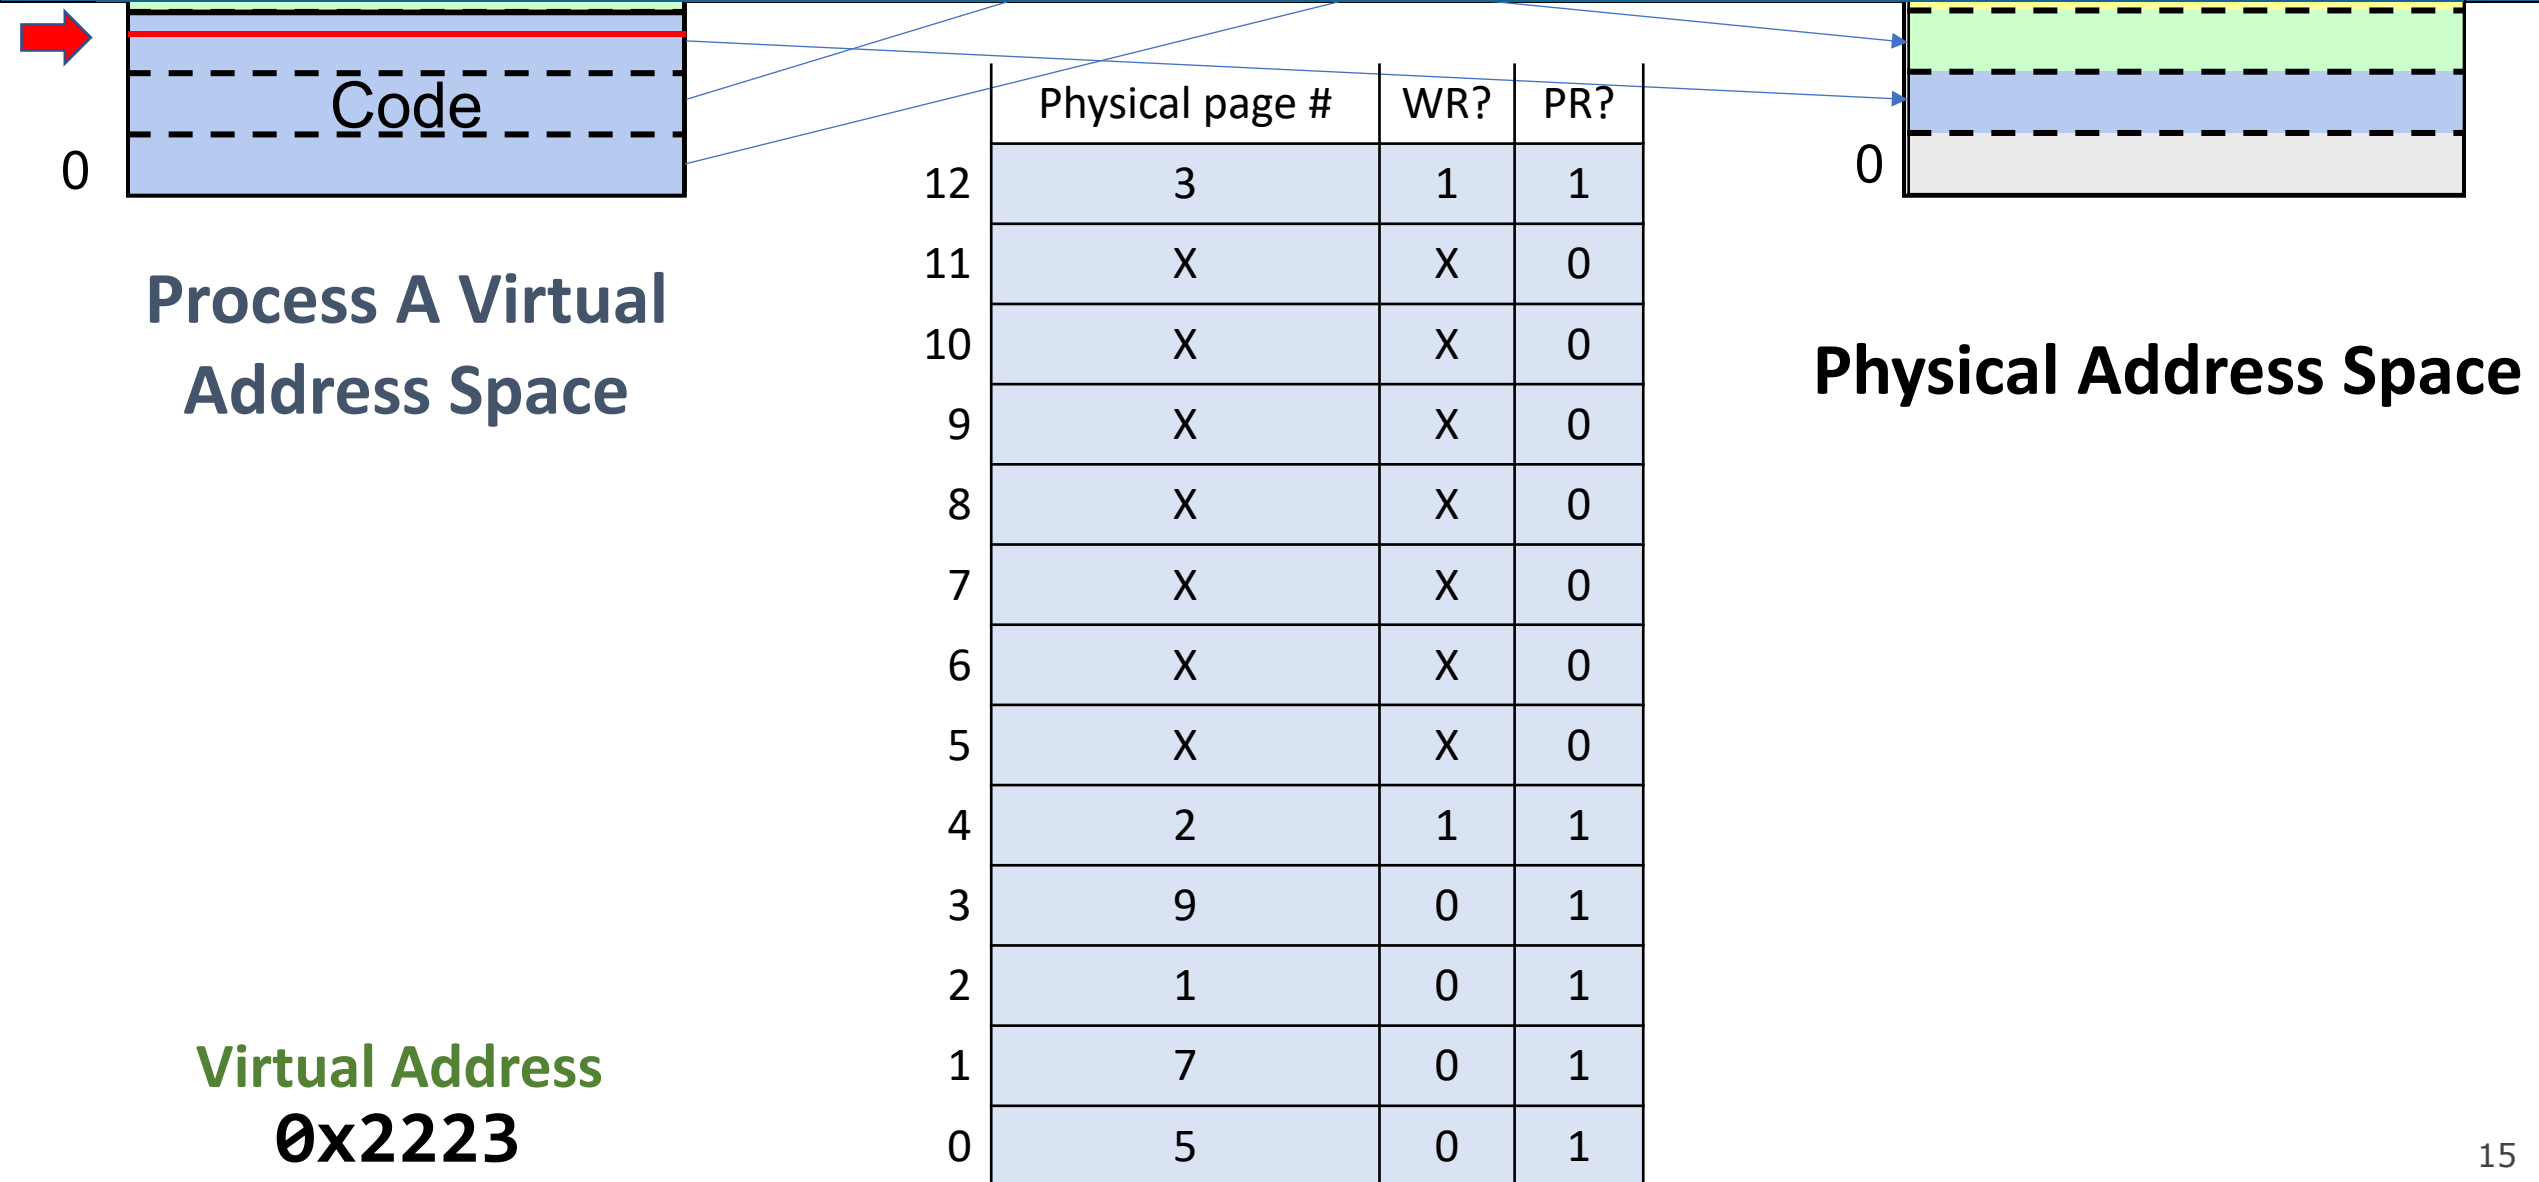 Code
0
Process A Virtual
Address Space
Physical page # WR? PR?
12 3 1 1
11 X X 0
10 X X 0
9 X X 0
8 X X 0
7 X X 0
6 X X 0
5 X X 0
4 2 1 1
3 9 0 1
2 1 0 1
1 7 0 1
0 5 0 1
0
Physical Address Space
Virtual Address
0x2223
15